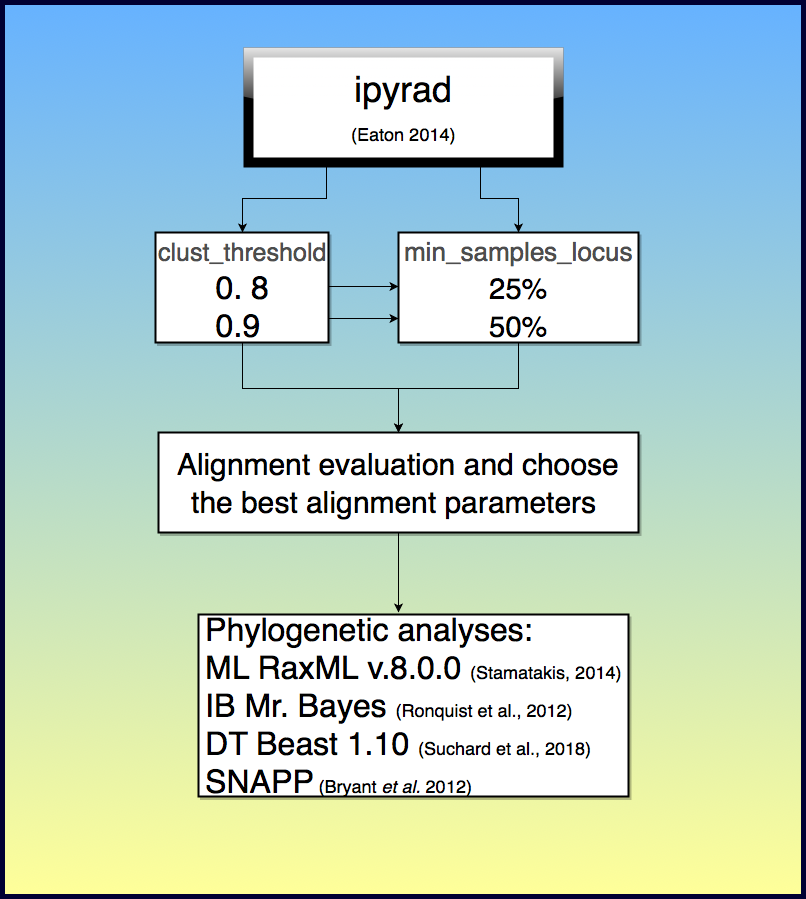 ipyrad
(Eaton 2014)
clust_threshold
0. 8
0.9
min_samples_locus
25%
50%
Alignment evaluation and choose
the best alignment parameters
Phylogenetic analyses:
ML RaxML v.8.0.0 (Stamatakis, 2014)
IB Mr. Bayes (Ronquist et al., 2012)
DT Beast 1.10 (Suchard et al., 2018)
SNAPP (Bryant et al. 2012)